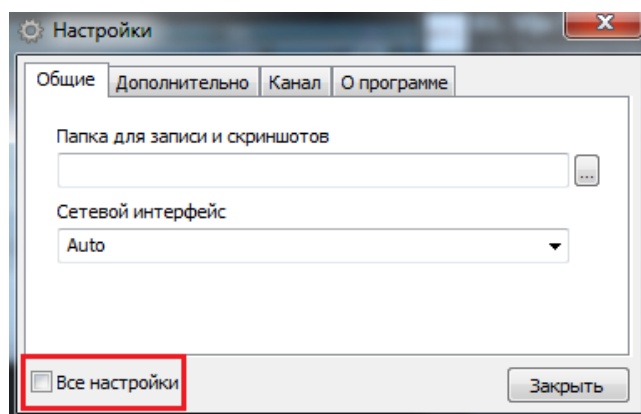 Настройки
Общие Дополнительно Канал О программе
Папка для записи и скриншотов
...
Сетевой интерфейс
Auto
Все настройки Закрыть